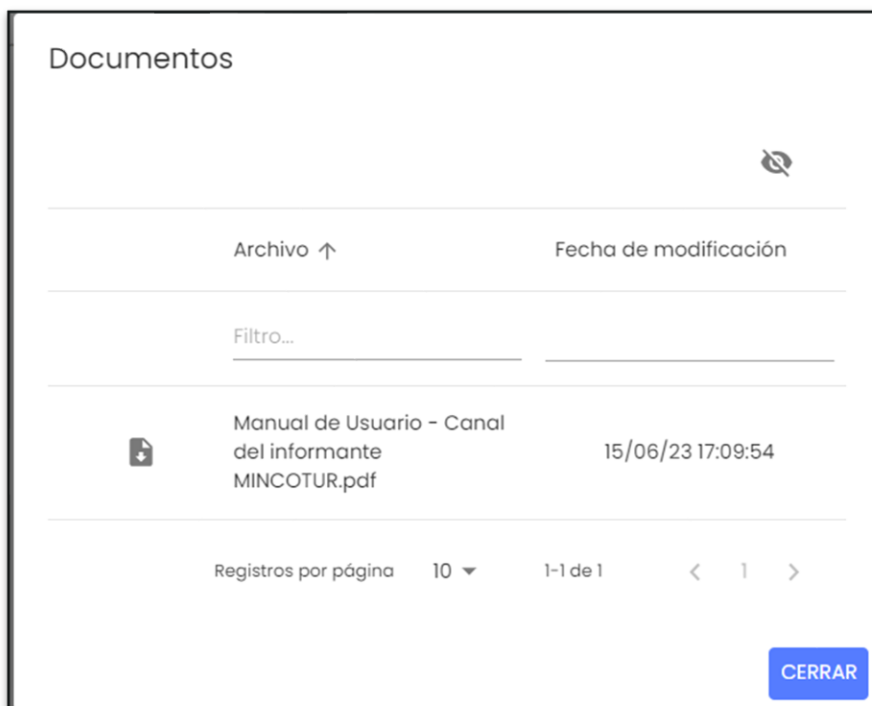 Documentos
Archivo ↑ Fecha de modificación
Filtro...
Manual de Usuario - Canal
del informante
MINCOTUR.pdf
15/06/23 17:09:54
Registros por página 10 1-1 de 1 < 1 >
CERRAR